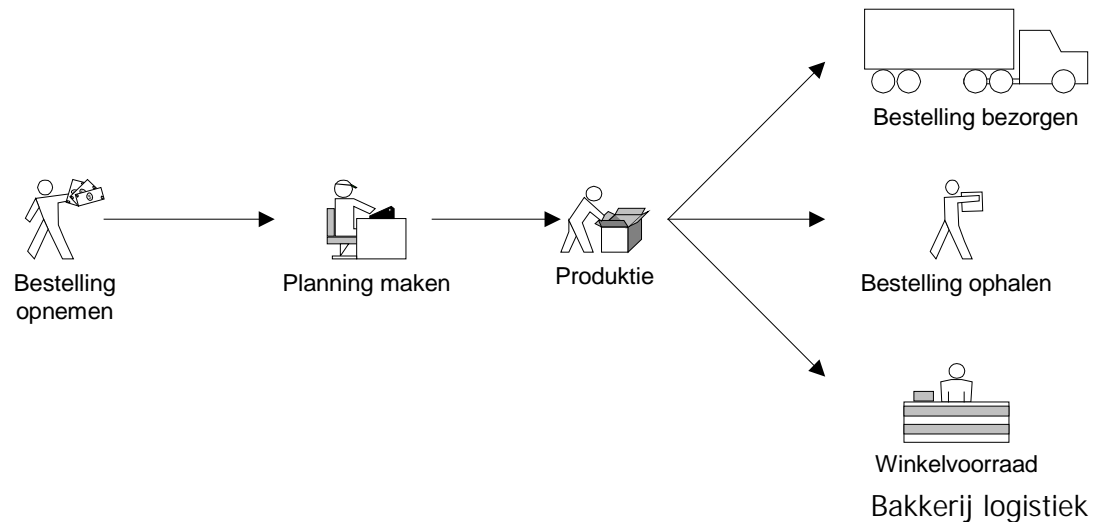 Bestelling bezorgen
Bestelling
opnemen
Planning maken
Produktie
Bestelling ophalen
Winkelvoorraad
Bakkerij logistiek